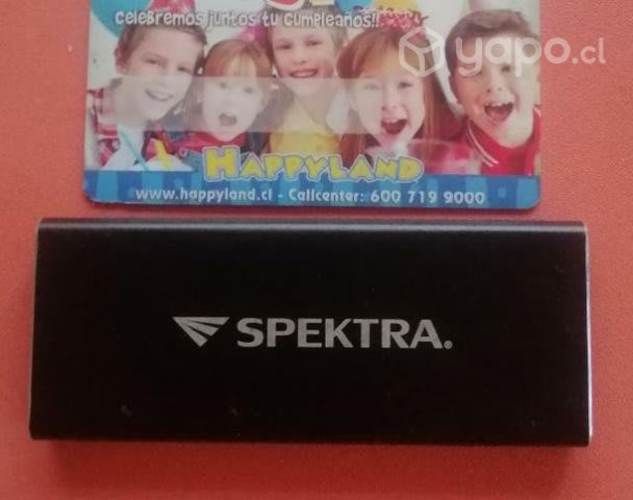 celebremos juntos tu cumpleaños!!
yapo.cl
HAPPYLAND
www.happyland.cl - Callcenter: 600 719 9000
SPEKTRA.